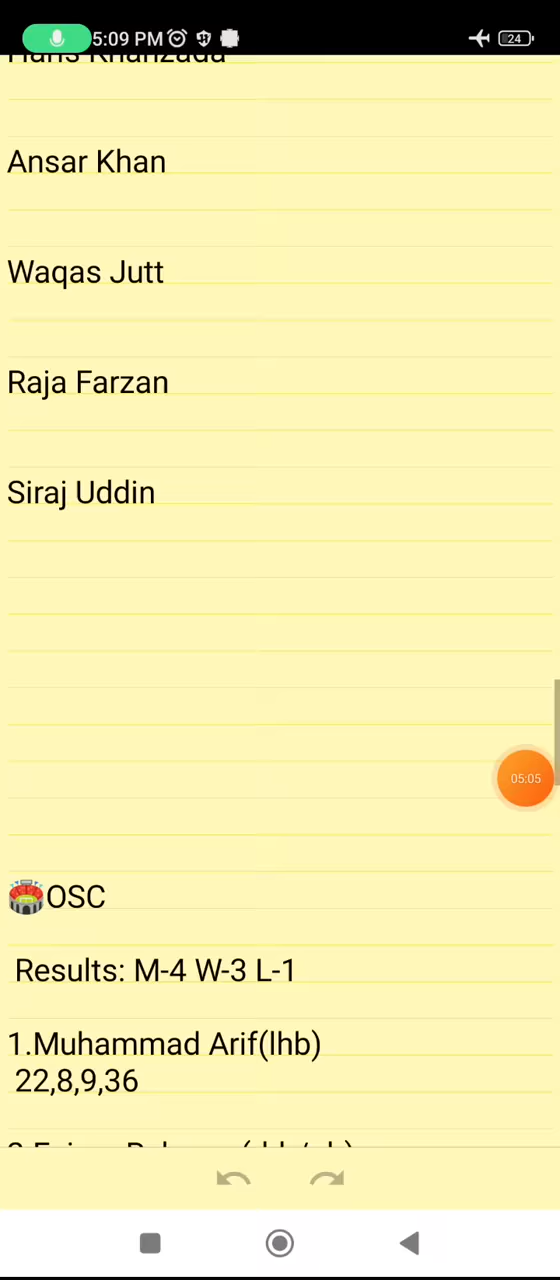 5:09 PM
24
Ansar Khan
Waqas Jutt
Raja Farzan
Siraj Uddin
05:05
🏟️OSC
Results: M-4 W-3 L-1
1.Muhammad Arif(lhb)
22,8,9,36